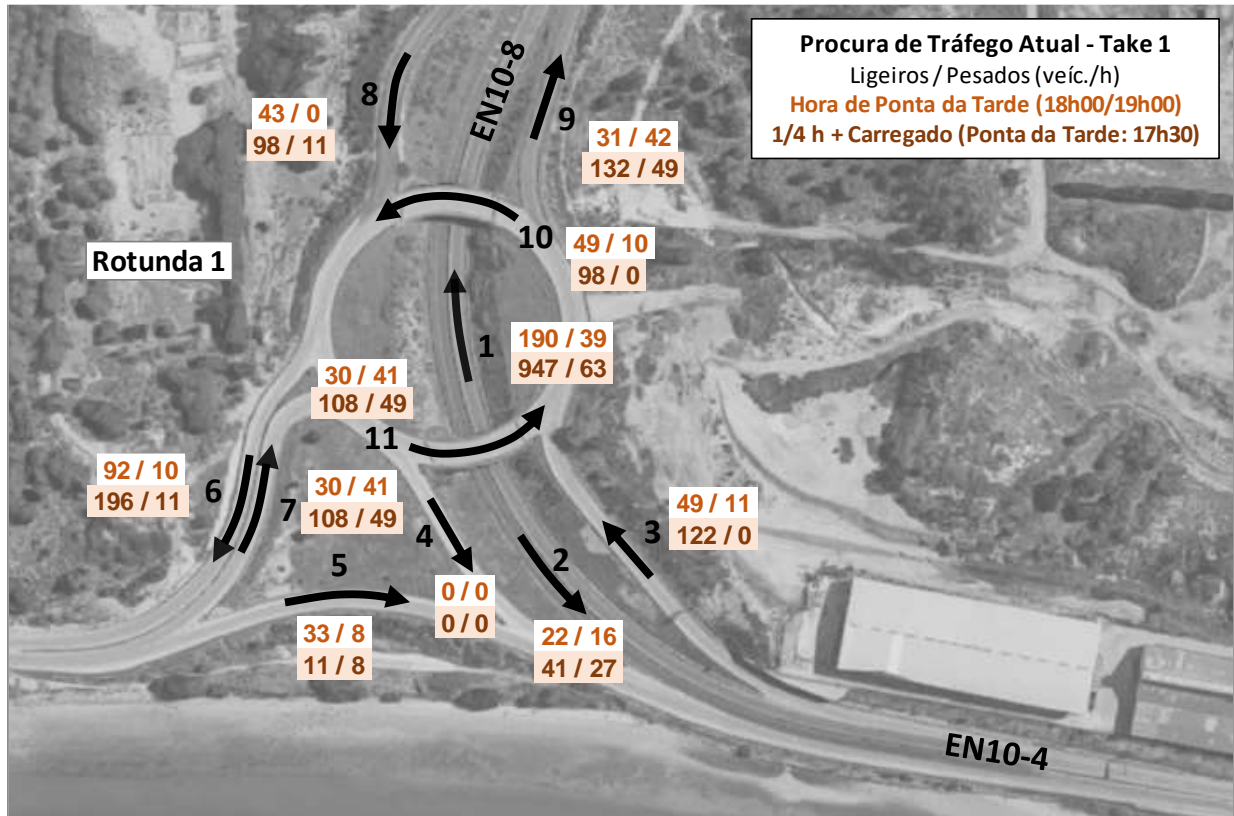 Procura de Tráfego Atual - Take 1
Ligeiros / Pesados (veíc./h)
Hora de Ponta da Tarde (18h00/19h00)
1/4 h + Carregado (Ponta da Tarde: 17h30)
8
EN10-8
9
43 / 0
98 / 11
31 / 42
132 / 49
Rotunda 1
10
49 / 10
98 / 0
1
190 / 39
947 / 63
30 / 41
108 / 49
11
92 / 10
196 / 11
6
7
30 / 41
108 / 49
4
2
3
49 / 11
122 / 0
5
0 / 0
0 / 0
33 / 8
11 / 8
22 / 16
41 / 27
EN10-4